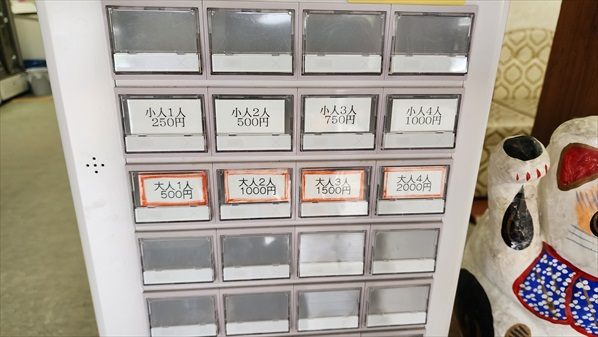 小人1人
250円
小人2人
500円
小人3人
750円
小人4人
1000円
大人1人
500円
大人2人
1000円
大人3人
1500円
大人4人
2000円